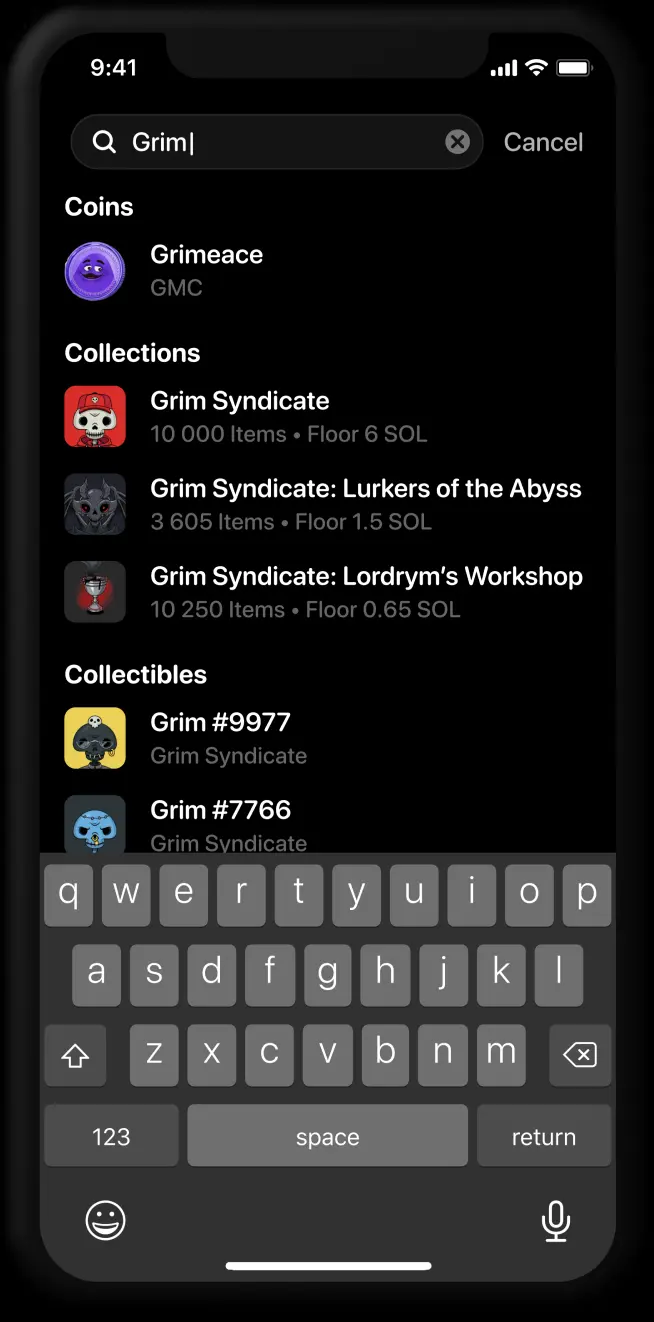 9:41
Grim
Cancel
Coins
Grimeace
GMC
Collections
Grim Syndicate
10 000 Items • Floor 6 SOL
Grim Syndicate: Lurkers of the Abyss
3 605 Items • Floor 1.5 SOL
Grim Syndicate: Lordrym’s Workshop
10 250 Items • Floor 0.65 SOL
Collectibles
Grim #9977
Grim Syndicate
Grim #7766
Grim Syndicate
q w e r t y u i o p
a s d f g h j k l
z x c v b n m
123 space return